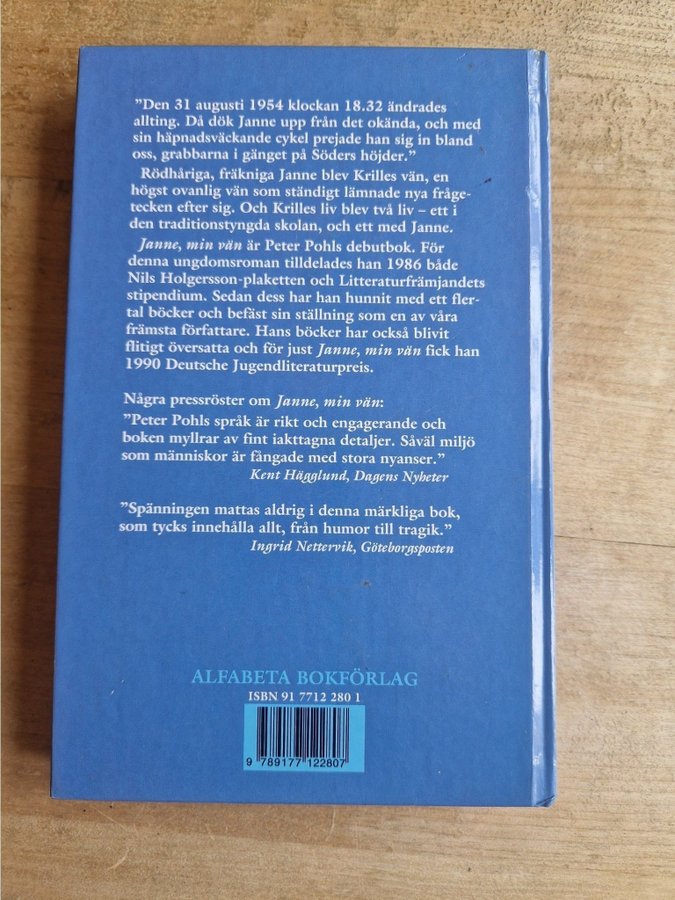 ”Den 31 augusti 1954 klockan 18.32 ändrades
allting. Då dök Janne upp från det okända, och med
sin häpnadsväckande cykel prejade han sig in bland
oss, grabbarna i gänget på Söders höjder.”
Rödhåriga, fräkniga Janne blev Krilles vän, en
högst ovanlig vän som ständigt lämnade nya fråge-
tecken efter sig. Och Krilles liv blev två liv – ett i
den traditionstyngda skolan, och ett med Janne.
Janne, min vän är Peter Pohls debutbok. För
denna ungdomsroman tilldelades han 1986 både
Nils Holgersson-plaketten och Litteraturfrämjandets
stipendium. Sedan dess har han hunnit med ett fler-
tal böcker och befäst sin ställning som en av våra
främsta författare. Hans böcker har också blivit
flitigt översatta och för just Janne, min vän fick han
1990 Deutsche Jugendliteraturpreis.
Några pressröster om Janne, min vän:
”Peter Pohls språk är rikt och engagerande och
boken myllrar av fint iakttagna detaljer. Såväl miljö
som människor är fångade med stora nyanser.”
Kent Hägglund, Dagens Nyheter
”Spänningen mattas aldrig i denna märkliga bok,
som tycks innehålla allt, från humor till tragik.”
Ingrid Nettervik, Göteborgsposten
ALFABETA BOKFÖRLAG
ISBN 91 7712 280 1
9 789177 122807